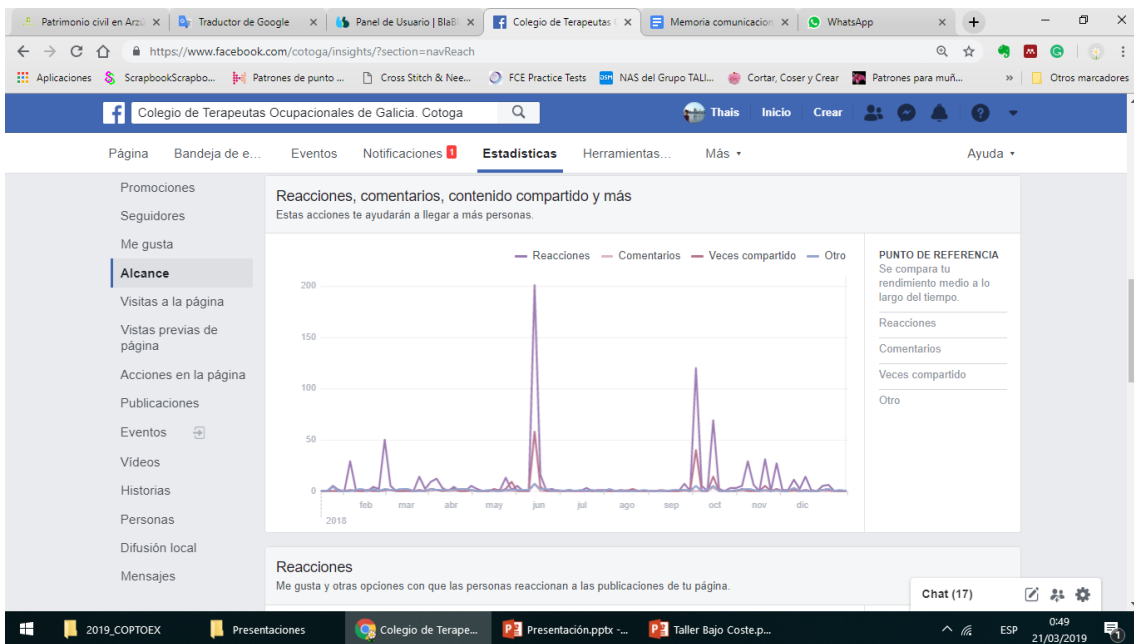 Patrimonio civil en Arzú
Traductor de Google
Panel de Usuario | BlaBl
Colegio de Terapeutas
Memoria comunicacion
WhatsApp
https://www.facebook.com/cotoga/insights/?section=navReach
Aplicaciones
ScrapbookScrapbo...
Patrones de punto ...
Cross Stitch & Nee...
FCE Practice Tests
NAS del Grupo TALI...
Cortar, Coser y Crear
Patrones para muñ...
»
Otros marcadores
Colegio de Terapeutas Ocupacionales de Galicia. Cotoga
Thais
Inicio
Crear
Página
Bandeja de e...
Eventos
Notificaciones 1
Estadísticas
Herramientas...
Más
Ayuda
Promociones
Seguidores
Me gusta
Alcance
Visitas a la página
Vistas previas de
página
Acciones en la página
Publicaciones
Eventos
Vídeos
Historias
Personas
Difusión local
Mensajes
Reacciones, comentarios, contenido compartido y más
Estas acciones te ayudarán a llegar a más personas.
Reacciones
Comentarios
Veces compartido
Otro
200
150
100
50
0
feb
mar
abr
may
jun
jul
ago
sep
oct
nov
dic
2018
PUNTO DE REFERENCIA
Se compara tu
rendimiento medio a lo
largo del tiempo.
Reacciones
Comentarios
Veces compartido
Otro
Reacciones
Me gusta y otras opciones con que las personas reaccionan a las publicaciones de tu página.
Chat (17)
2019_COPTOEX
Presentaciones
Colegio de Terape...
Presentación.pptx -...
Taller Bajo Coste.p...
ESP
0:49
21/03/2019